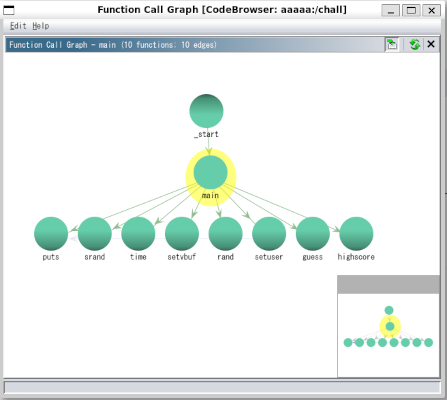 Function Call Graph [CodeBrowser: aaaaa:/chall]
Edit Help
Function Call Graph - main (10 functions; 10 edges)
_start
main
puts srand time setvbuf rand setuser guess highscore